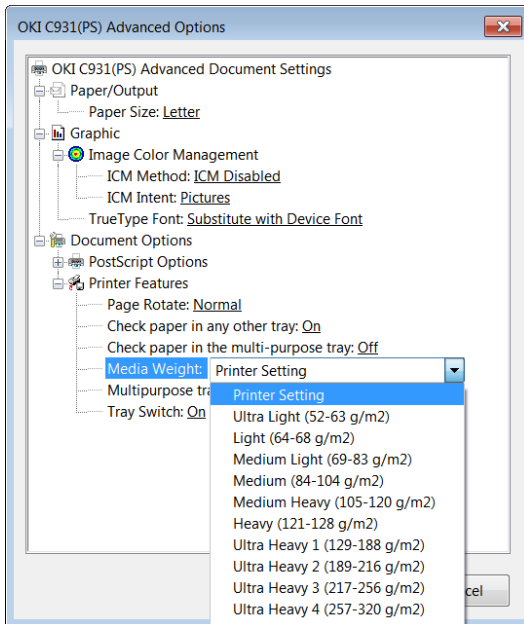 OKI C931(PS) Advanced Options
OKI C931(PS) Advanced Document Settings
Paper/Output
Paper Size: Letter
Graphic
Image Color Management
ICM Method: ICM Disabled
ICM Intent: Pictures
TrueType Font: Substitute with Device Font
Document Options
PostScript Options
Printer Features
Page Rotate: Normal
Check paper in any other tray: On
Check paper in the multi-purpose tray: Off
Media Weight: Printer Setting
Multipurpose tra
Tray Switch: On
Printer Setting
Ultra Light (52-63 g/m2)
Light (64-68 g/m2)
Medium Light (69-83 g/m2)
Medium (84-104 g/m2)
Medium Heavy (105-120 g/m2)
Heavy (121-128 g/m2)
Ultra Heavy 1 (129-188 g/m2)
Ultra Heavy 2 (189-216 g/m2)
Ultra Heavy 3 (217-256 g/m2)
Ultra Heavy 4 (257-320 g/m2)
cel